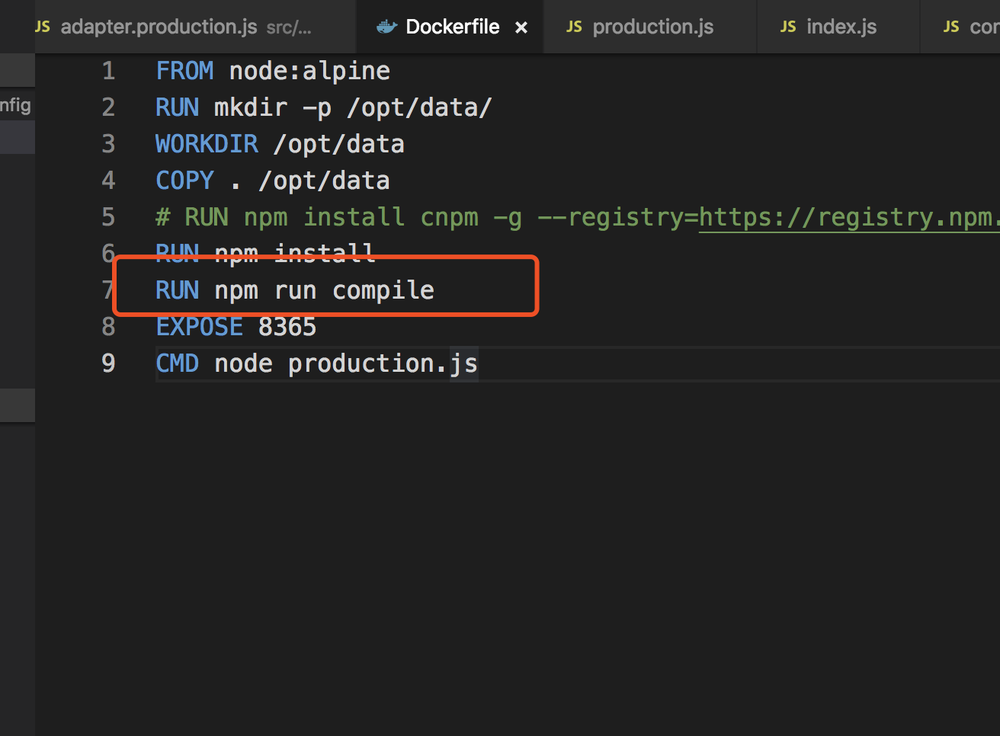 JS adapter.production.js src/... Dockerfile × JS production.js JS index.js JS
nfig
1 FROM node:alpine
2 RUN mkdir -p /opt/data/
3 WORKDIR /opt/data
4 COPY . /opt/data
5 # RUN npm install cnpm -g --registry=https://registry.npm.
6 RUN npm install
7 RUN npm run compile
8 EXPOSE 8365
9 CMD node production.js